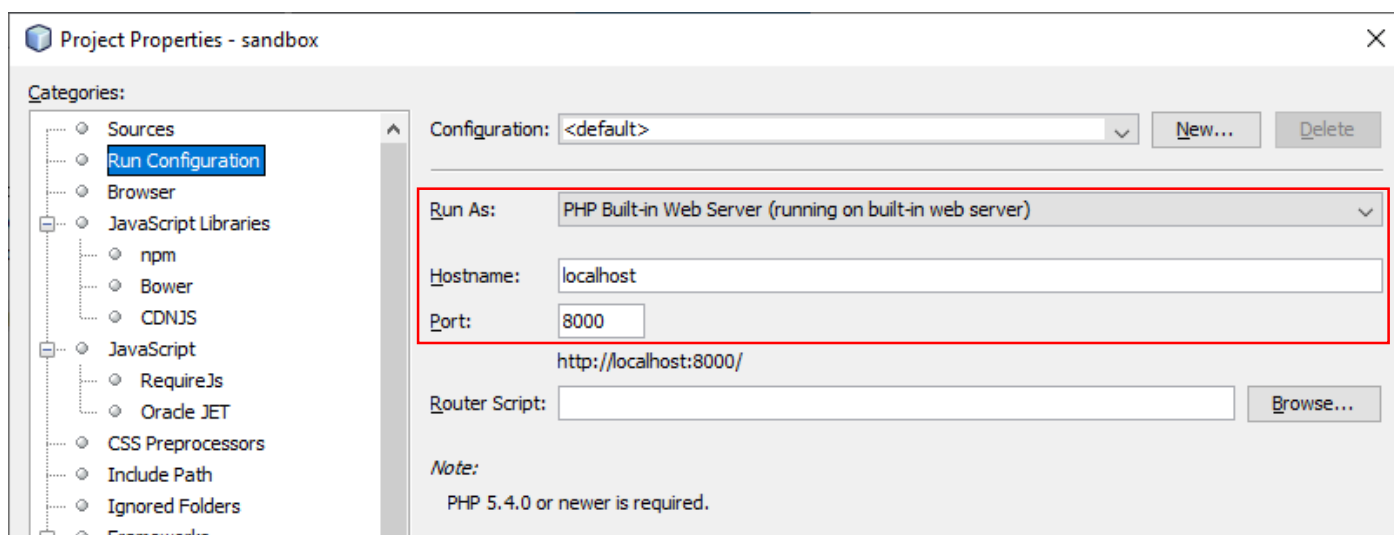 Project Properties - sandbox
Categories:
Sources
Run Configuration
Browser
JavaScript Libraries
npm
Bower
CDNJS
JavaScript
RequireJs
Oracle JET
CSS Preprocessors
Include Path
Ignored Folders
Frameworks
Configuration: <default> New... Delete
Run As: PHP Built-in Web Server (running on built-in web server)
Hostname: localhost
Port: 8000
http://localhost:8000/
Router Script: Browse...
Note:
PHP 5.4.0 or newer is required.